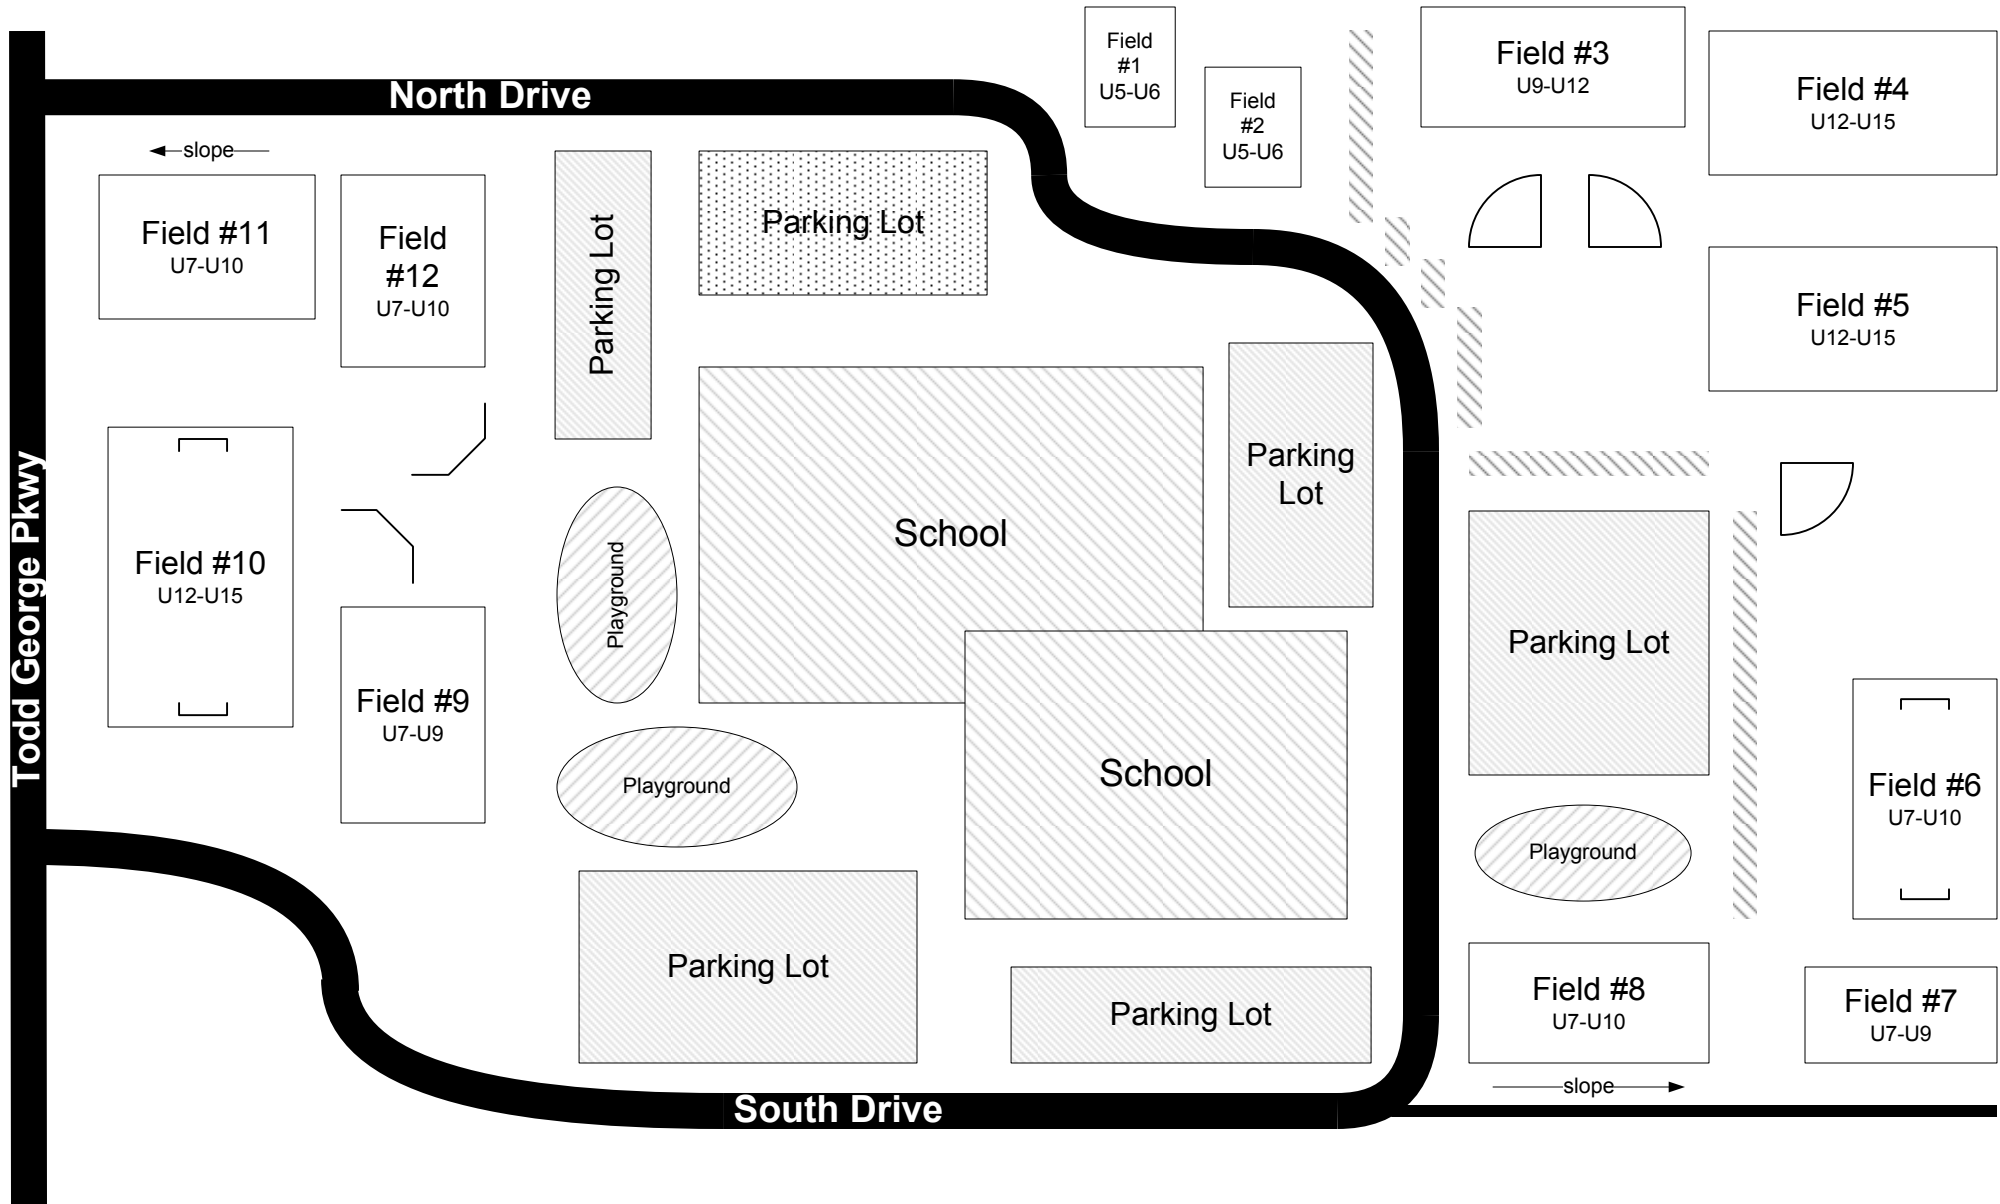 North Drive
Field
#1
U5-U6
Field
#2
U5-U6
Field #3
U9-U12
Field #4
U12-U15
slope
Field #11
U7-U10
Field
#12
U7-U10
Parking Lot
Parking Lot
Field #5
U12-U15
Todd George Pkwy
Field #10
U12-U15
Playground
School
Parking
Lot
Parking Lot
Field #9
U7-U9
Playground
School
Field #6
U7-U10
Playground
Parking Lot
Parking Lot
Field #8
U7-U10
Field #7
U7-U9
slope
South Drive